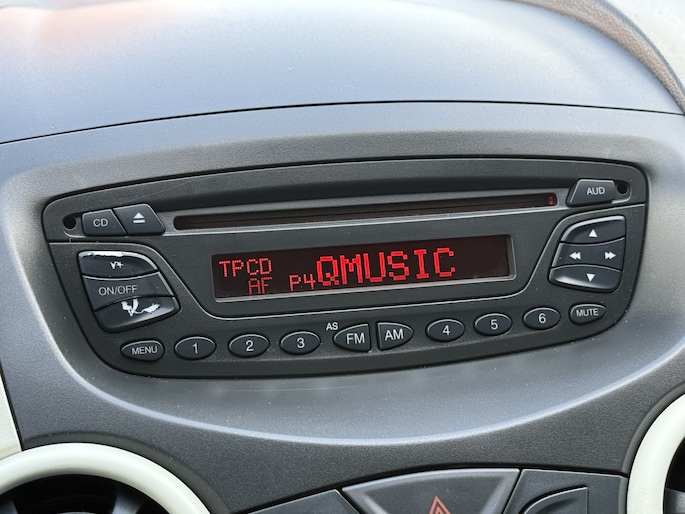 CD
AUD
V+
ON/OFF
TPCD
AF P4 QMUSIC
MENU 1 2 3 AS FM AM 4 5 6 MUTE